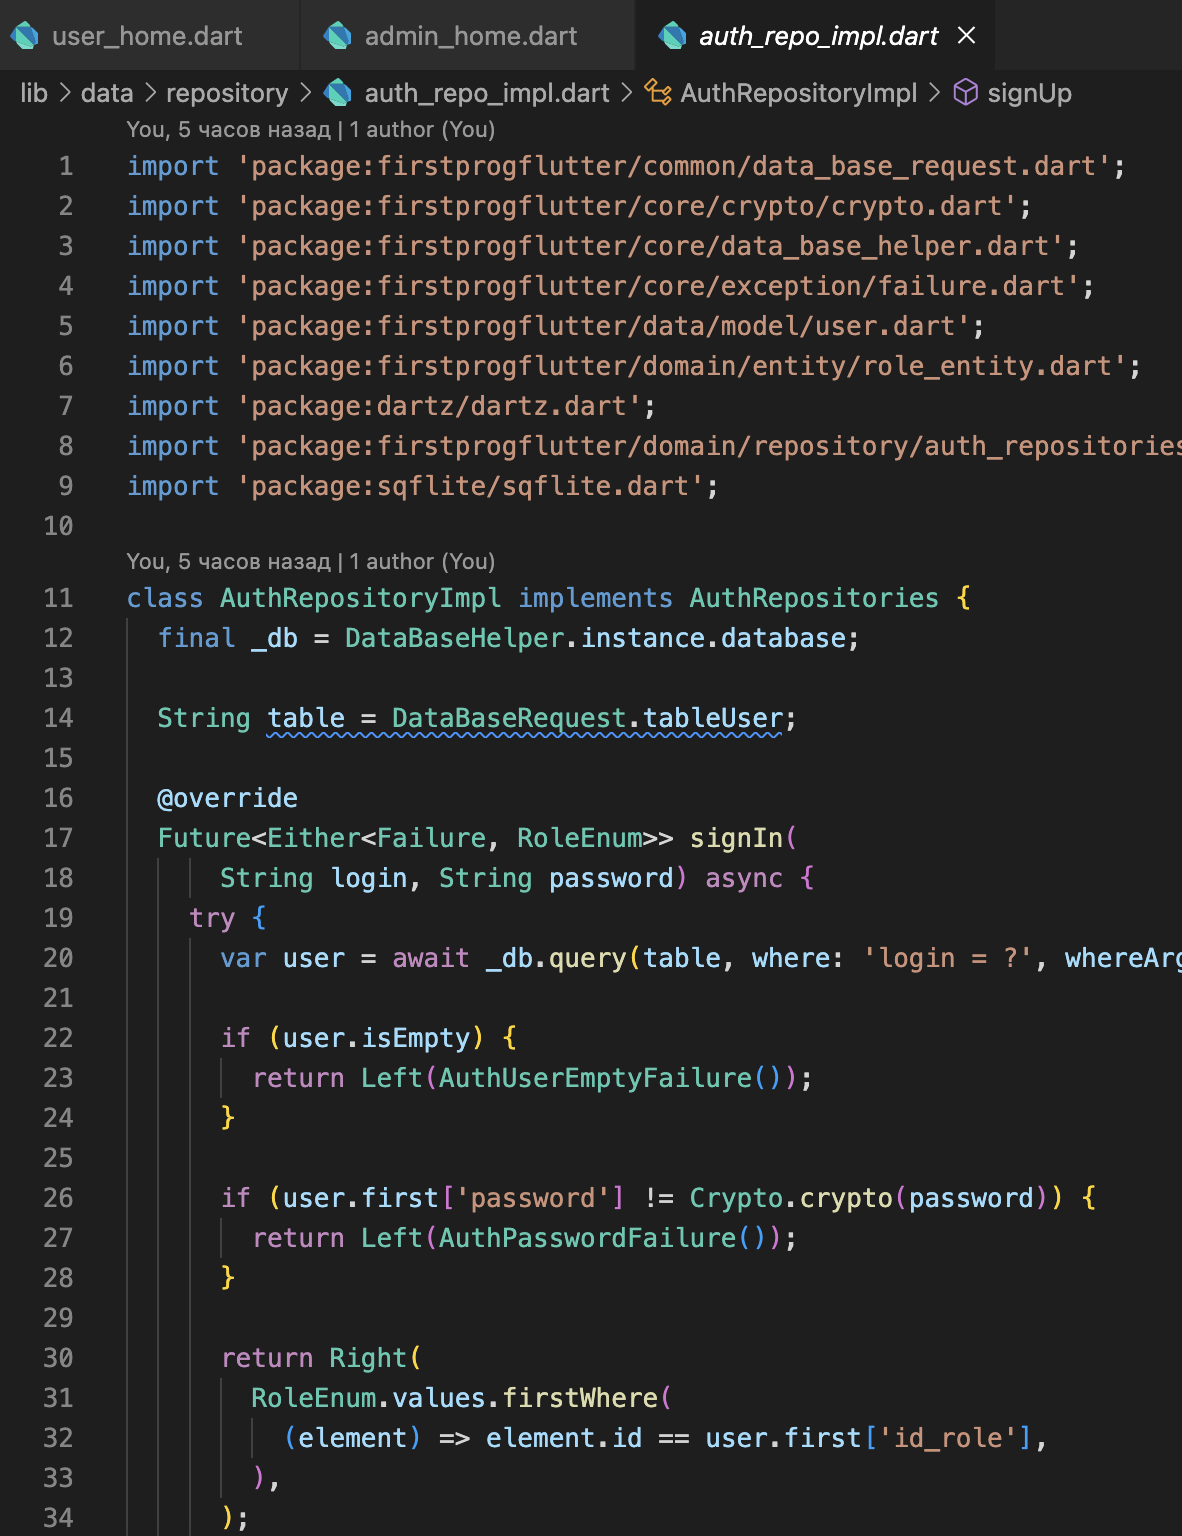 user_home.dart admin_home.dart auth_repo_impl.dart
lib > data > repository > auth_repo_impl.dart > AuthRepositoryImpl > signUp
You, 5 часов назад | 1 author (You)
1 import 'package:firstprogflutter/common/data_base_request.dart';
2 import 'package:firstprogflutter/core/crypto/crypto.dart';
3 import 'package:firstprogflutter/core/data_base_helper.dart';
4 import 'package:firstprogflutter/core/exception/failure.dart';
5 import 'package:firstprogflutter/data/model/user.dart';
6 import 'package:firstprogflutter/domain/entity/role_entity.dart';
7 import 'package:dartz/dartz.dart';
8 import 'package:firstprogflutter/domain/repository/auth_repositories
9 import 'package:sqflite/sqflite.dart';
10
You, 5 часов назад | 1 author (You)
11 class AuthRepositoryImpl implements AuthRepositories {
12 final _db = DataBaseHelper.instance.database;
13
14 String table = DataBaseRequest.tableUser;
15
16 @override
17 Future<Either<Failure, RoleEnum>> signIn(
18 String login, String password) async {
19 try {
20 var user = await _db.query(table, where: 'login = ?', whereArg
21
22 if (user.isEmpty) {
23 return Left(AuthUserEmptyFailure());
24 }
25
26 if (user.first['password'] != Crypto.crypto(password)) {
27 return Left(AuthPasswordFailure());
28 }
29
30 return Right(
31 RoleEnum.values.firstWhere(
32 (element) => element.id == user.first['id_role'],
33 ),
34 );